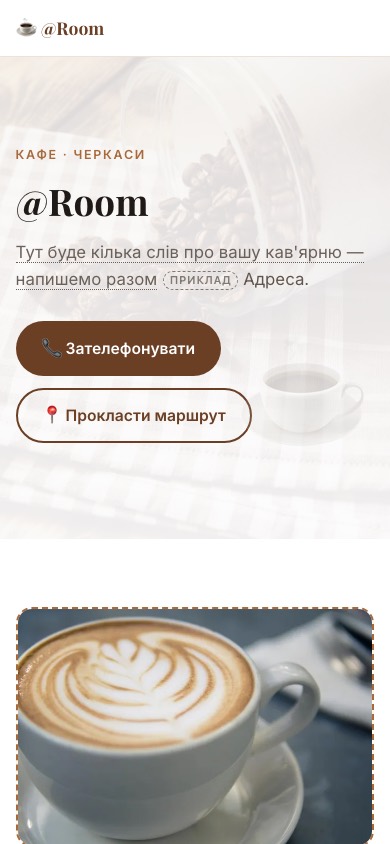 ☕ @Room
КАФЕ · ЧЕРКАСИ
@Room
Тут буде кілька слів про вашу кав'ярню —
напишемо разом ПРИКЛАД Адреса.
📞 Зателефонувати
📍 Прокласти маршрут